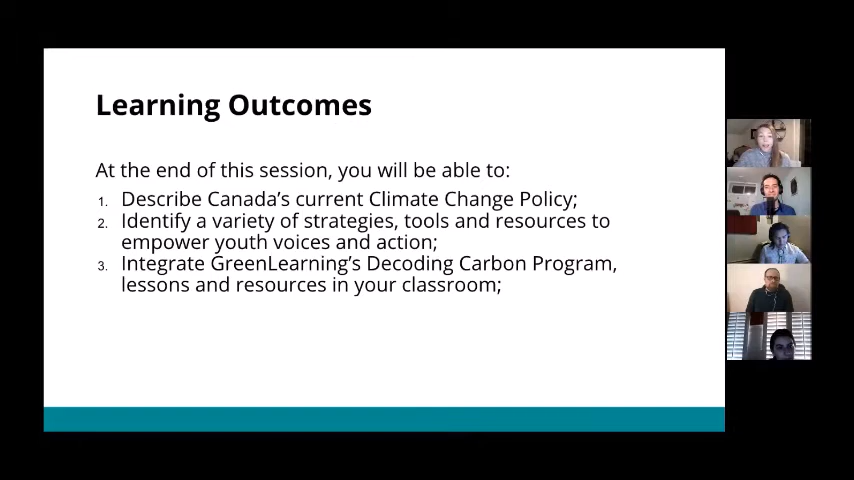 Learning Outcomes
At the end of this session, you will be able to:
1. Describe Canada's current Climate Change Policy;
2. Identify a variety of strategies, tools and resources to
empower youth voices and action;
3. Integrate GreenLearning's Decoding Carbon Program,
lessons and resources in your classroom;